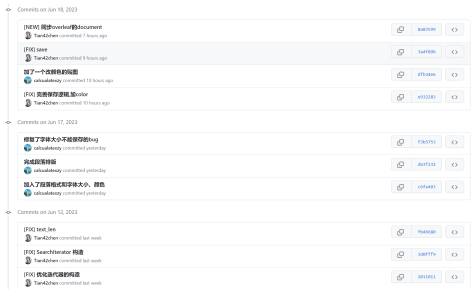 Commits on Jun 18, 2023
[NEW] 同步overleaf的document
Tian42chen committed 7 hours ago
[FIX] save
Tian42chen committed 9 hours ago
加了一个改颜色的贴图
calcuateezy committed 10 hours ago
[FIX] 完善保存逻辑,加color
Tian42chen committed 10 hours ago
Commits on Jun 17, 2023
修复了字体大小不能保存的bug
committed yesterday
完成段落排版
committed yesterday
加入了段落格式和字体大小、颜色
committed yesterday
Commits on Jun 12, 2023
[FIX] text_len
Tian42chen committed last week
[FIX] SearchIterator 构造
Tian42chen committed last week
[FIX] 优化迭代器的构造
Tian42chen committed last week